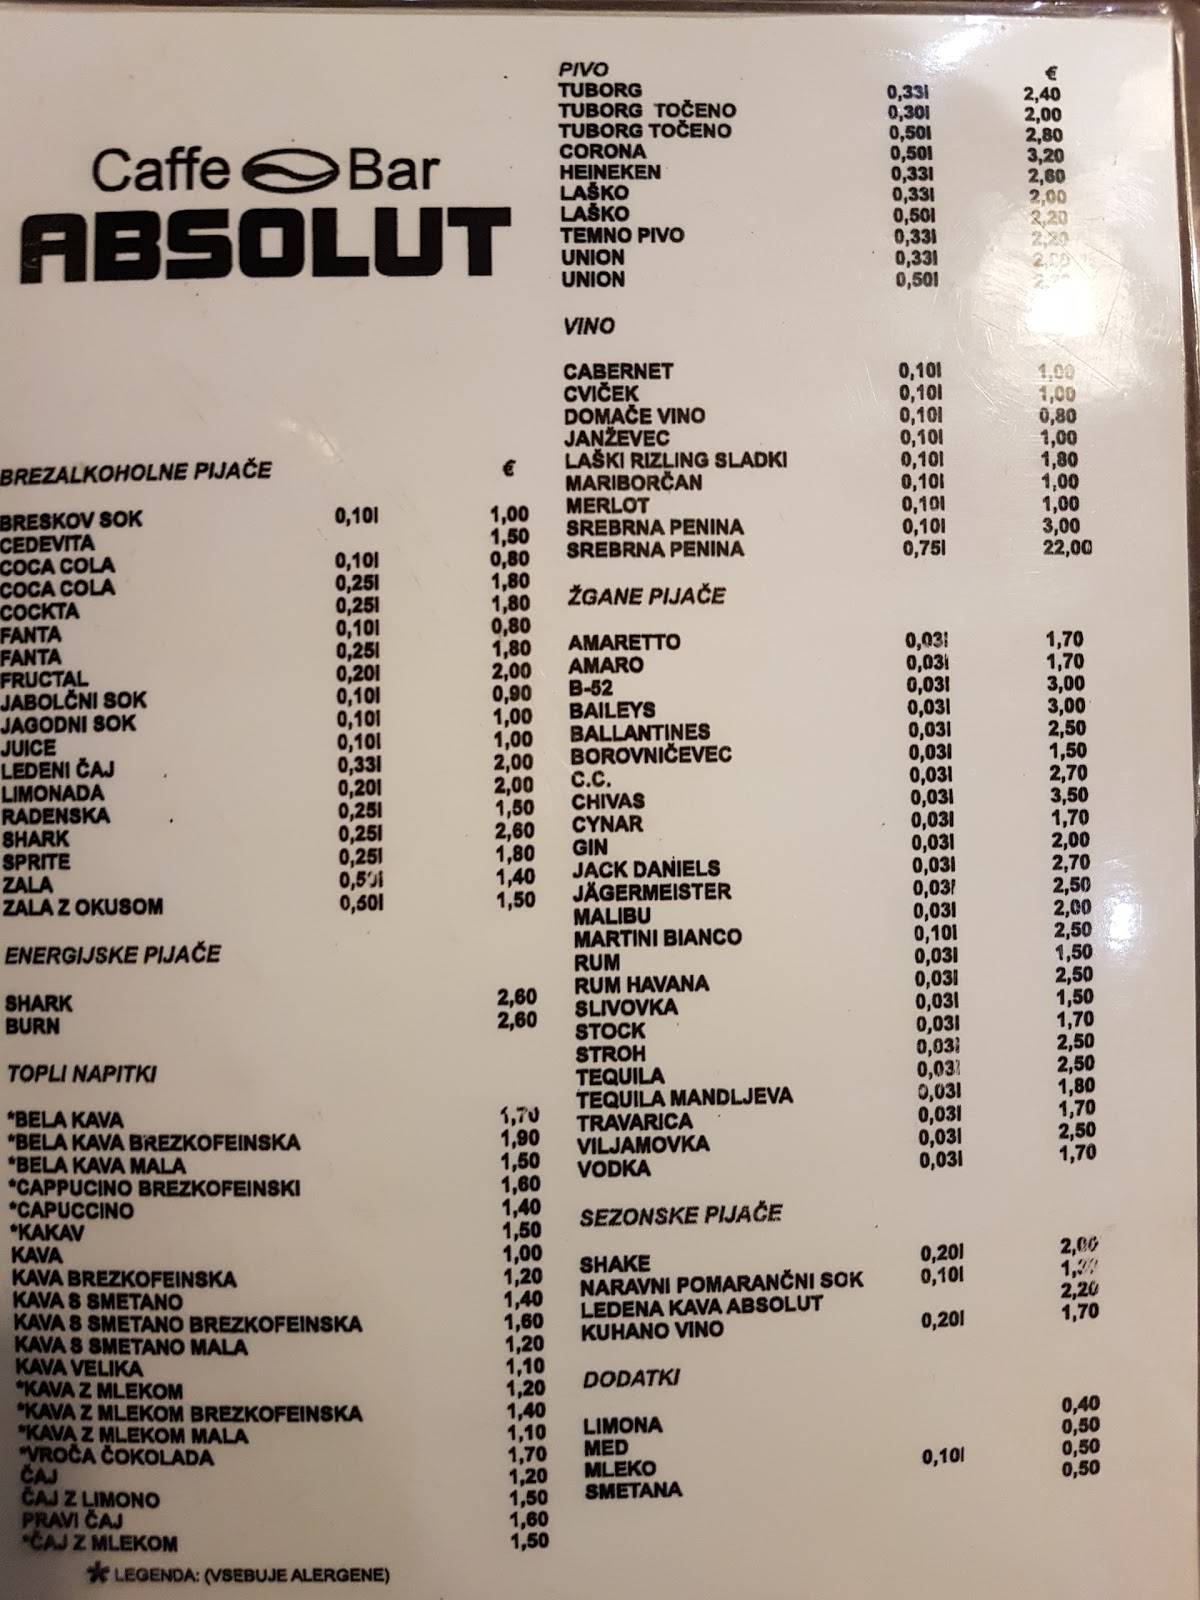 Caffe Bar
ABSOLUT
BREZALKOHOLNE PIJAČE €
BRESKOV SOK 0,10l 1,00
CEDEVITA 1,50
COCA COLA 0,10l 0,80
COCA COLA 0,25l 1,80
COCKTA 0,25l 1,80
FANTA 0,10l 0,80
FANTA 0,25l 1,80
FRUCTAL 0,20l 2,00
JABOLČNI SOK 0,10l 0,90
JAGODNI SOK 0,10l 1,00
JUICE 0,10l 1,00
LEDENI ČAJ 0,33l 2,00
LIMONADA 0,20l 2,00
RADENSKA 0,25l 1,50
SHARK 0,25l 2,60
SPRITE 0,25l 1,80
ZALA 0,50l 1,40
ZALA Z OKUSOM 0,50l 1,50
ENERGIJSKE PIJAČE
SHARK 2,60
BURN 2,60
TOPLI NAPITKI
*BELA KAVA 1,70
*BELA KAVA BREZKOFEINSKA 1,90
*BELA KAVA MALA 1,50
*CAPPUCINO BREZKOFEINSKI 1,60
*CAPUCCINO 1,40
*KAKAV 1,50
KAVA 1,00
KAVA BREZKOFEINSKA 1,20
KAVA S SMETANO 1,40
KAVA S SMETANO BREZKOFEINSKA 1,60
KAVA S SMETANO MALA 1,20
KAVA VELIKA 1,10
*KAVA Z MLEKOM 1,20
*KAVA Z MLEKOM BREZKOFEINSKA 1,40
*KAVA Z MLEKOM MALA 1,10
*VROČA ČOKOLADA 1,70
ČAJ 1,20
ČAJ Z LIMONO 1,50
PRAVI ČAJ 1,60
*ČAJ Z MLEKOM 1,50
* LEGENDA: (VSEBUJE ALERGENE)
PIVO €
TUBORG 0,33l 2,40
TUBORG TOČENO 0,30l 2,00
TUBORG TOČENO 0,50l 2,80
CORONA 0,50l 3,20
HEINEKEN 0,33l 2,60
LAŠKO 0,33l 2,00
LAŠKO 0,50l 2,20
TEMNO PIVO 0,33l 2,20
UNION 0,33l 2,00
UNION 0,50l
VINO
CABERNET 0,10l 1,00
CVIČEK 0,10l 1,00
DOMAČE VINO 0,10l 0,80
JANŽEVEC 0,10l 1,00
LAŠKI RIZLING SLADKI 0,10l 1,80
MARIBORČAN 0,10l 1,00
MERLOT 0,10l 1,00
SREBRNA PENINA 0,10l 3,00
SREBRNA PENINA 0,75l 22,00
ŽGANE PIJAČE
AMARETTO 0,03l 1,70
AMARO 0,03l 1,70
B-52 0,03l 3,00
BAILEYS 0,03l 3,00
BALLANTINES 0,03l 2,50
BOROVNIČEVEC 0,03l 1,50
C.C. 0,03l 2,70
CHIVAS 0,03l 3,50
CYNAR 0,03l 1,70
GIN 0,03l 2,00
JACK DANIELS 0,03l 2,70
JÄGERMEISTER 0,03l 2,50
MALIBU 0,03l 2,00
MARTINI BIANCO 0,10l 2,50
RUM 0,03l 1,50
RUM HAVANA 0,03l 2,50
SLIVOVKA 0,03l 1,50
STOCK 0,03l 1,70
STROH 0,03l 2,50
TEQUILA 0,03l 2,50
TEQUILA MANDLJEVA 0,03l 1,80
TRAVARICA 0,03l 1,70
VILJAMOVKA 0,03l 2,50
VODKA 0,03l 1,70
SEZONSKE PIJAČE
SHAKE 0,20l 2,00
NARAVNI POMARANČNI SOK 0,10l
LEDENA KAVA ABSOLUT 2,20
KUHANO VINO 0,20l 1,70
DODATKI
LIMONA 0,40
MED 0,50
MLEKO 0,10l 0,50
SMETANA 0,50